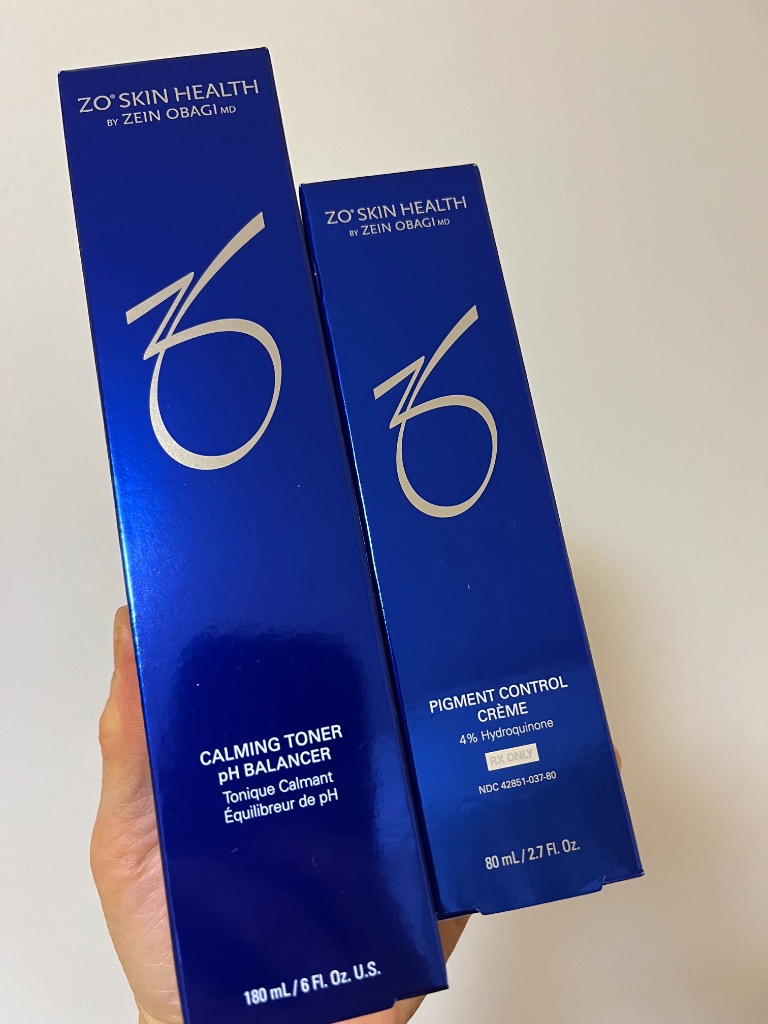 ZO® SKIN HEALTH
BY ZEIN OBAGI MD
CALMING TONER
pH BALANCER
Tonique Calmant
Équilibreur de pH
180 mL / 6 Fl. Oz. U.S.
ZO® SKIN HEALTH
BY ZEIN OBAGI MD
PIGMENT CONTROL
CRÈME
4% Hydroquinone
RX ONLY
NDC 42851-037-80
80 mL / 2.7 Fl. Oz.